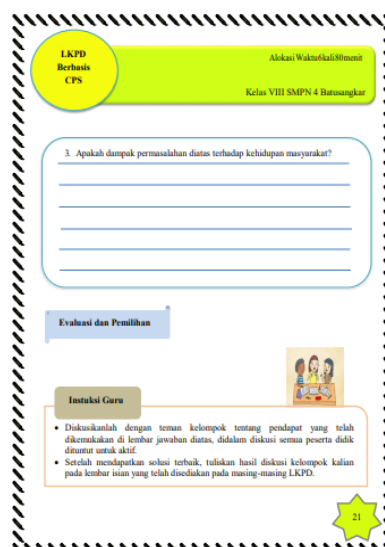 LKPD
Berbasis
CPS
Alokasi Waktu6kali80menit
Kelas VIII SMPN 4 Batusangkar
3. Apakah dampak permasalahan diatas terhadap kehidupan masyarakat?
Evaluasi dan Pemilihan
Instuksi Guru
• Diskusikanlah dengan teman kelompok tentang pendapat yang telah
dikemukakan di lembar jawaban diatas, didalam diskusi semua peserta didik
dituntut untuk aktif.
• Setelah mendapatkan solusi terbaik, tuliskan hasil diskusi kelompok kalian
pada lembar isian yang telah disediakan pada masing-masing LKPD.
21